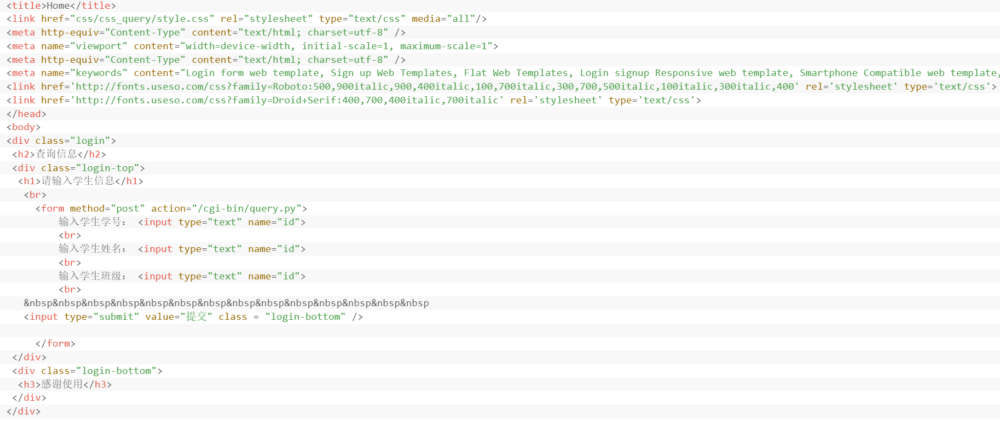 <title>Home</title>
<link href="css/css_query/style.css" rel="stylesheet" type="text/css" media="all"/>
<meta http-equiv="Content-Type" content="text/html; charset=utf-8" />
<meta name="viewport" content="width=device-width, initial-scale=1, maximum-scale=1">
<meta http-equiv="Content-Type" content="text/html; charset=utf-8" />
<meta name="keywords" content="Login form web template, Sign up Web Templates, Flat Web Templates, Login signup Responsive web template, Smartphone Compatible web template,
<link href='http://fonts.useso.com/css?family=Roboto:500,900italic,900,400italic,100,700italic,300,700,500italic,100italic,300italic,400' rel='stylesheet' type='text/css'>
<link href='http://fonts.useso.com/css?family=Droid+Serif:400,700,400italic,700italic' rel='stylesheet' type='text/css'>
</head>
<body>
<div class="login">
<h2>查询信息</h2>
<div class="login-top">
<h1>请输入学生信息</h1>
<br>
<form method="post" action="/cgi-bin/query.py">
输入学生学号： <input type="text" name="id">
<br>
输入学生姓名： <input type="text" name="id">
<br>
输入学生班级： <input type="text" name="id">
<br>
&nbsp&nbsp&nbsp&nbsp&nbsp&nbsp&nbsp&nbsp&nbsp&nbsp&nbsp&nbsp&nbsp&nbsp
<input type="submit" value="提交" class = "login-bottom" />
</form>
</div>
<div class="login-bottom">
<h3>感谢使用</h3>
</div>
</div>